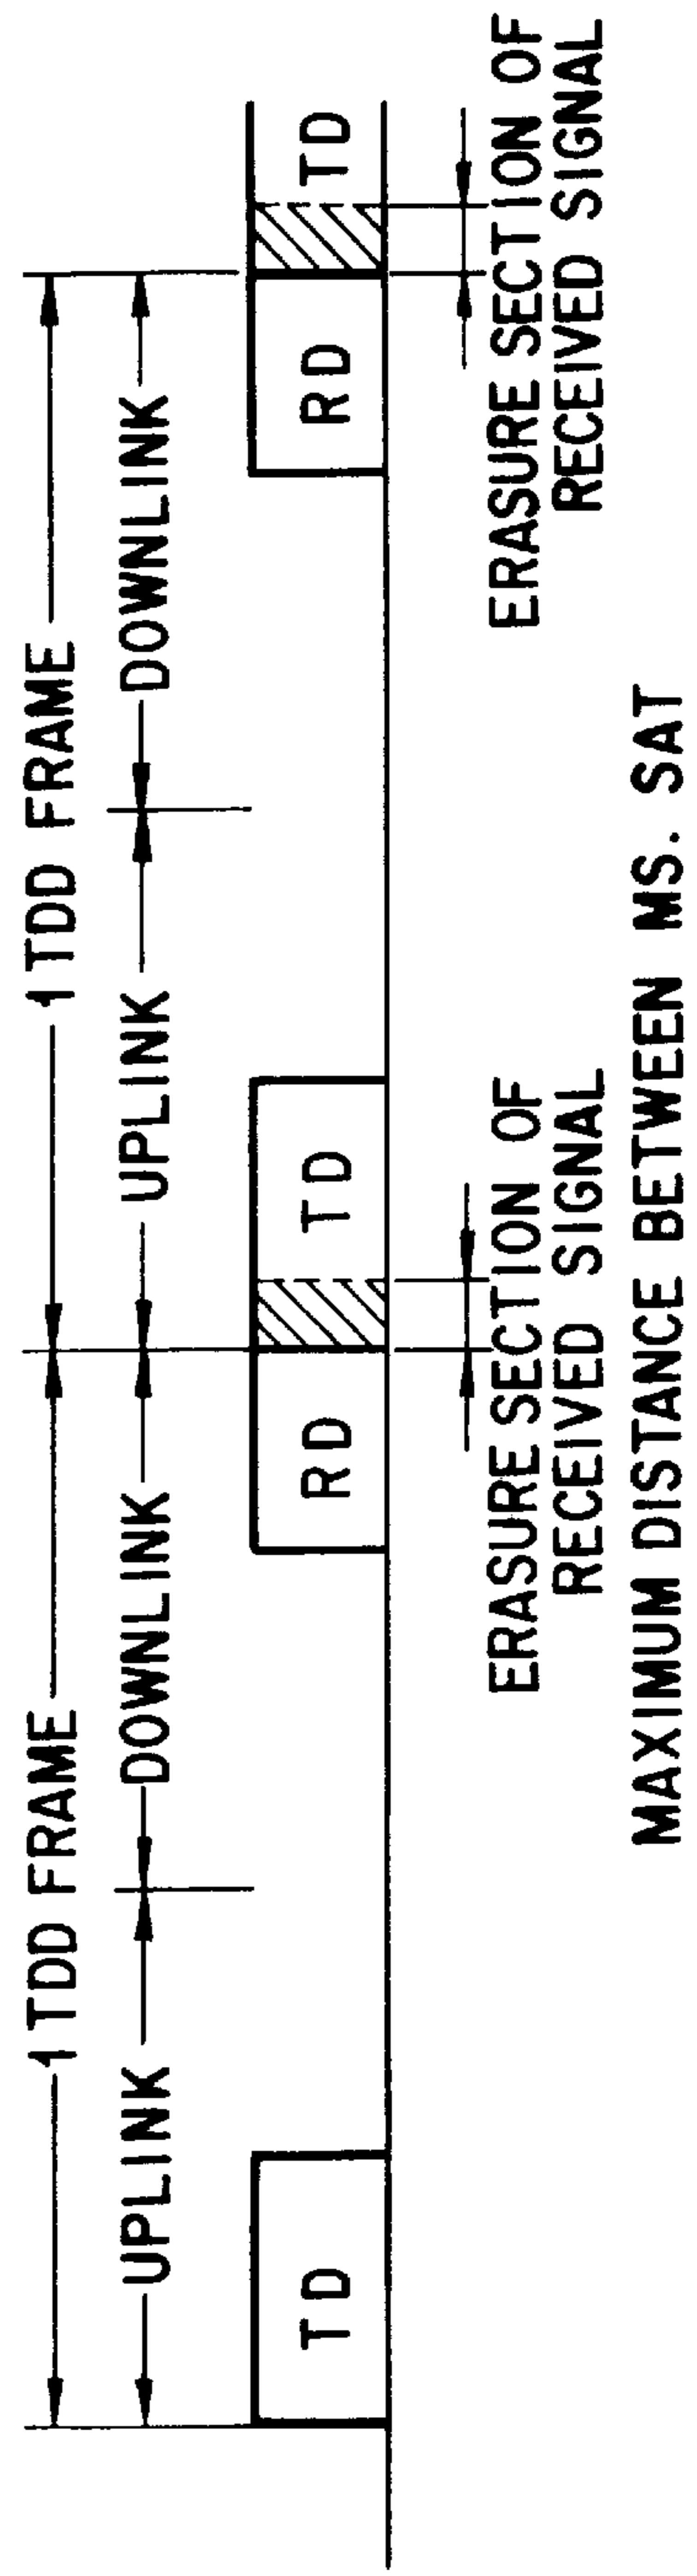 1 TDD FRAME
1 TDD FRAME
UPLINK
DOWNLINK
UPLINK
DOWNLINK
TD
RD
TD
RD
TD
ERASURE SECTION OF
RECEIVED SIGNAL
ERASURE SECTION OF
RECEIVED SIGNAL
MAXIMUM DISTANCE BETWEEN MS. SAT